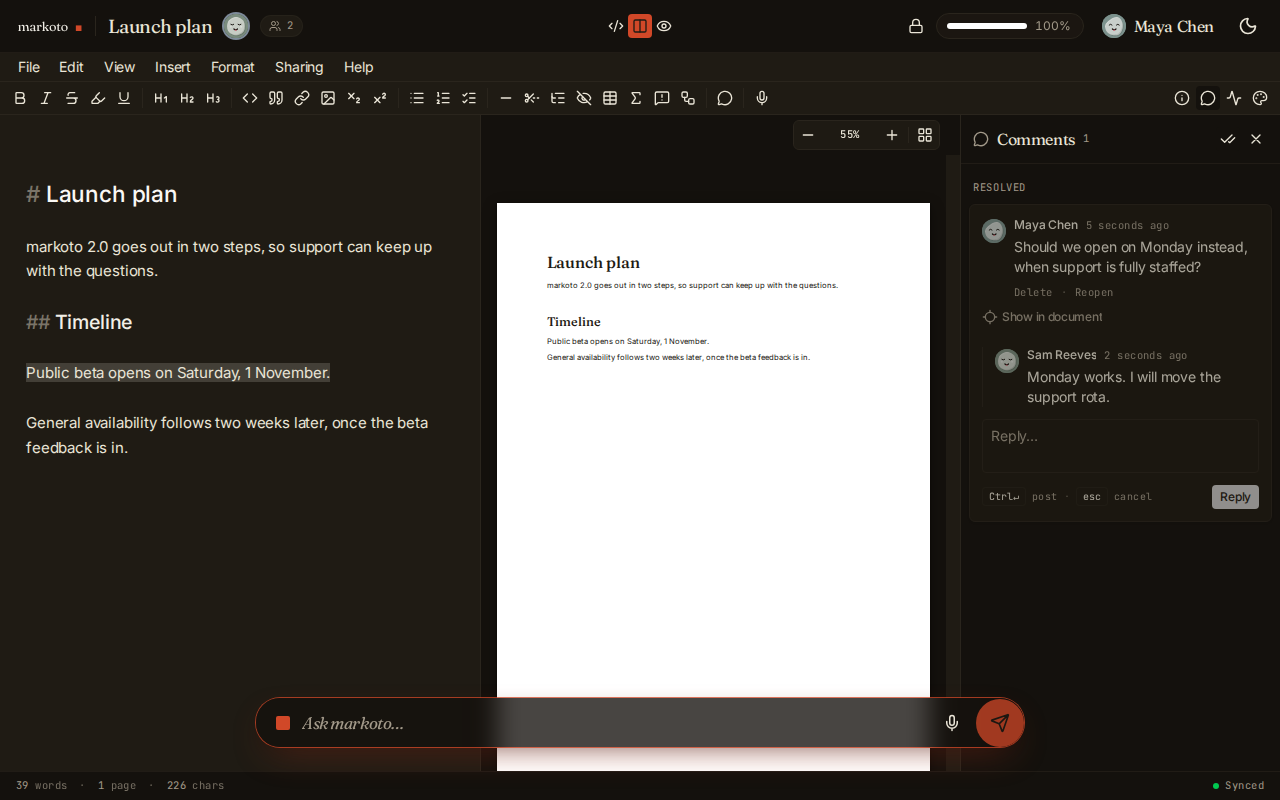 markoto
Launch plan
2
100%
Maya Chen
File Edit View Insert Format Sharing Help
H1 H2 H3
55%
Comments 1
# Launch plan
markoto 2.0 goes out in two steps, so support can keep up
with the questions.
## Timeline
Public beta opens on Saturday, 1 November.
General availability follows two weeks later, once the beta
feedback is in.
Launch plan
markoto 2.0 goes out in two steps, so support can keep up with the questions.
Timeline
Public beta opens on Saturday, 1 November.
General availability follows two weeks later, once the beta feedback is in.
RESOLVED
Maya Chen 5 seconds ago
Should we open on Monday instead,
when support is fully staffed?
Delete · Reopen
Show in document
Sam Reeves 2 seconds ago
Monday works. I will move the
support rota.
Reply...
Ctrl↵ post · esc cancel
Reply
Ask markoto...
39 words · 1 page · 226 chars
Synced